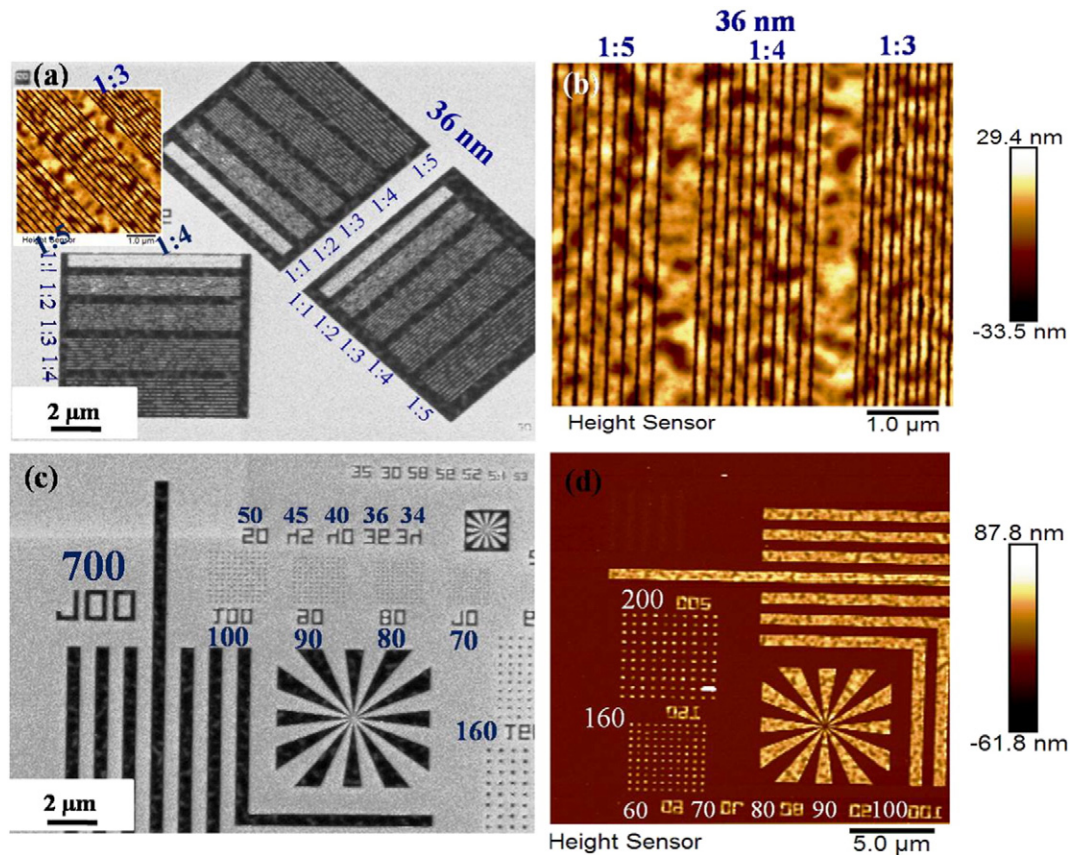 36 nm
1:5 1:4 1:3
(a)
1:3
36 nm
1:5
1:4
1:3
1:2
1:1
Height Sensor 1.0 µm
1:5 1:4
1:1
1:2
1:3
1:4
1:1
1:2
1:3
1:4
1:5
2 µm
(b)
29.4 nm
-33.5 nm
Height Sensor 1.0 µm
(c)
35 30 58
50 45 40 36 34
700
100 90 80 70
160
2 µm
(d)
87.8 nm
-61.8 nm
200
160
60 70 80 90 100
Height Sensor 5.0 µm